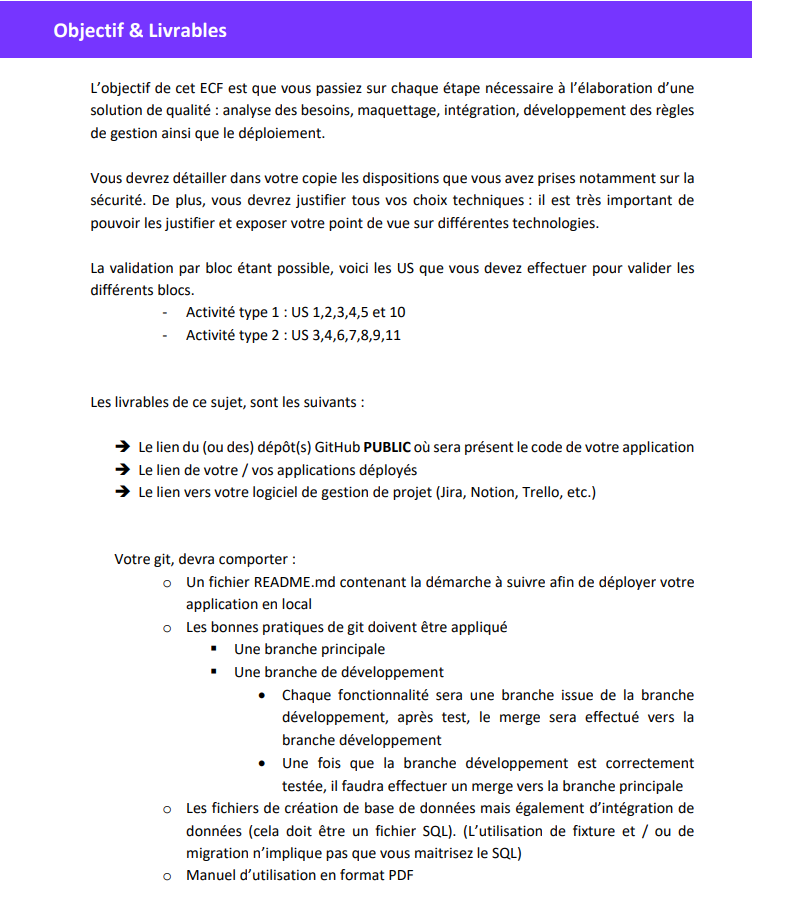 Objectif & Livrables
L’objectif de cet ECF est que vous passiez sur chaque étape nécessaire à l’élaboration d’une
solution de qualité : analyse des besoins, maquettage, intégration, développement des règles
de gestion ainsi que le déploiement.
Vous devrez détailler dans votre copie les dispositions que vous avez prises notamment sur la
sécurité. De plus, vous devrez justifier tous vos choix techniques : il est très important de
pouvoir les justifier et exposer votre point de vue sur différentes technologies.
La validation par bloc étant possible, voici les US que vous devez effectuer pour valider les
différents blocs.
- Activité type 1 : US 1,2,3,4,5 et 10
- Activité type 2 : US 3,4,6,7,8,9,11
Les livrables de ce sujet, sont les suivants :
➔ Le lien du (ou des) dépôt(s) GitHub PUBLIC où sera présent le code de votre application
➔ Le lien de votre / vos applications déployés
➔ Le lien vers votre logiciel de gestion de projet (Jira, Notion, Trello, etc.)
Votre git, devra comporter :
o Un fichier README.md contenant la démarche à suivre afin de déployer votre
application en local
o Les bonnes pratiques de git doivent être appliqué
▪ Une branche principale
▪ Une branche de développement
• Chaque fonctionnalité sera une branche issue de la branche
développement, après test, le merge sera effectué vers la
branche développement
• Une fois que la branche développement est correctement
testée, il faudra effectuer un merge vers la branche principale
o Les fichiers de création de base de données mais également d’intégration de
données (cela doit être un fichier SQL). (L’utilisation de fixture et / ou de
migration n’implique pas que vous maitrisez le SQL)
o Manuel d’utilisation en format PDF